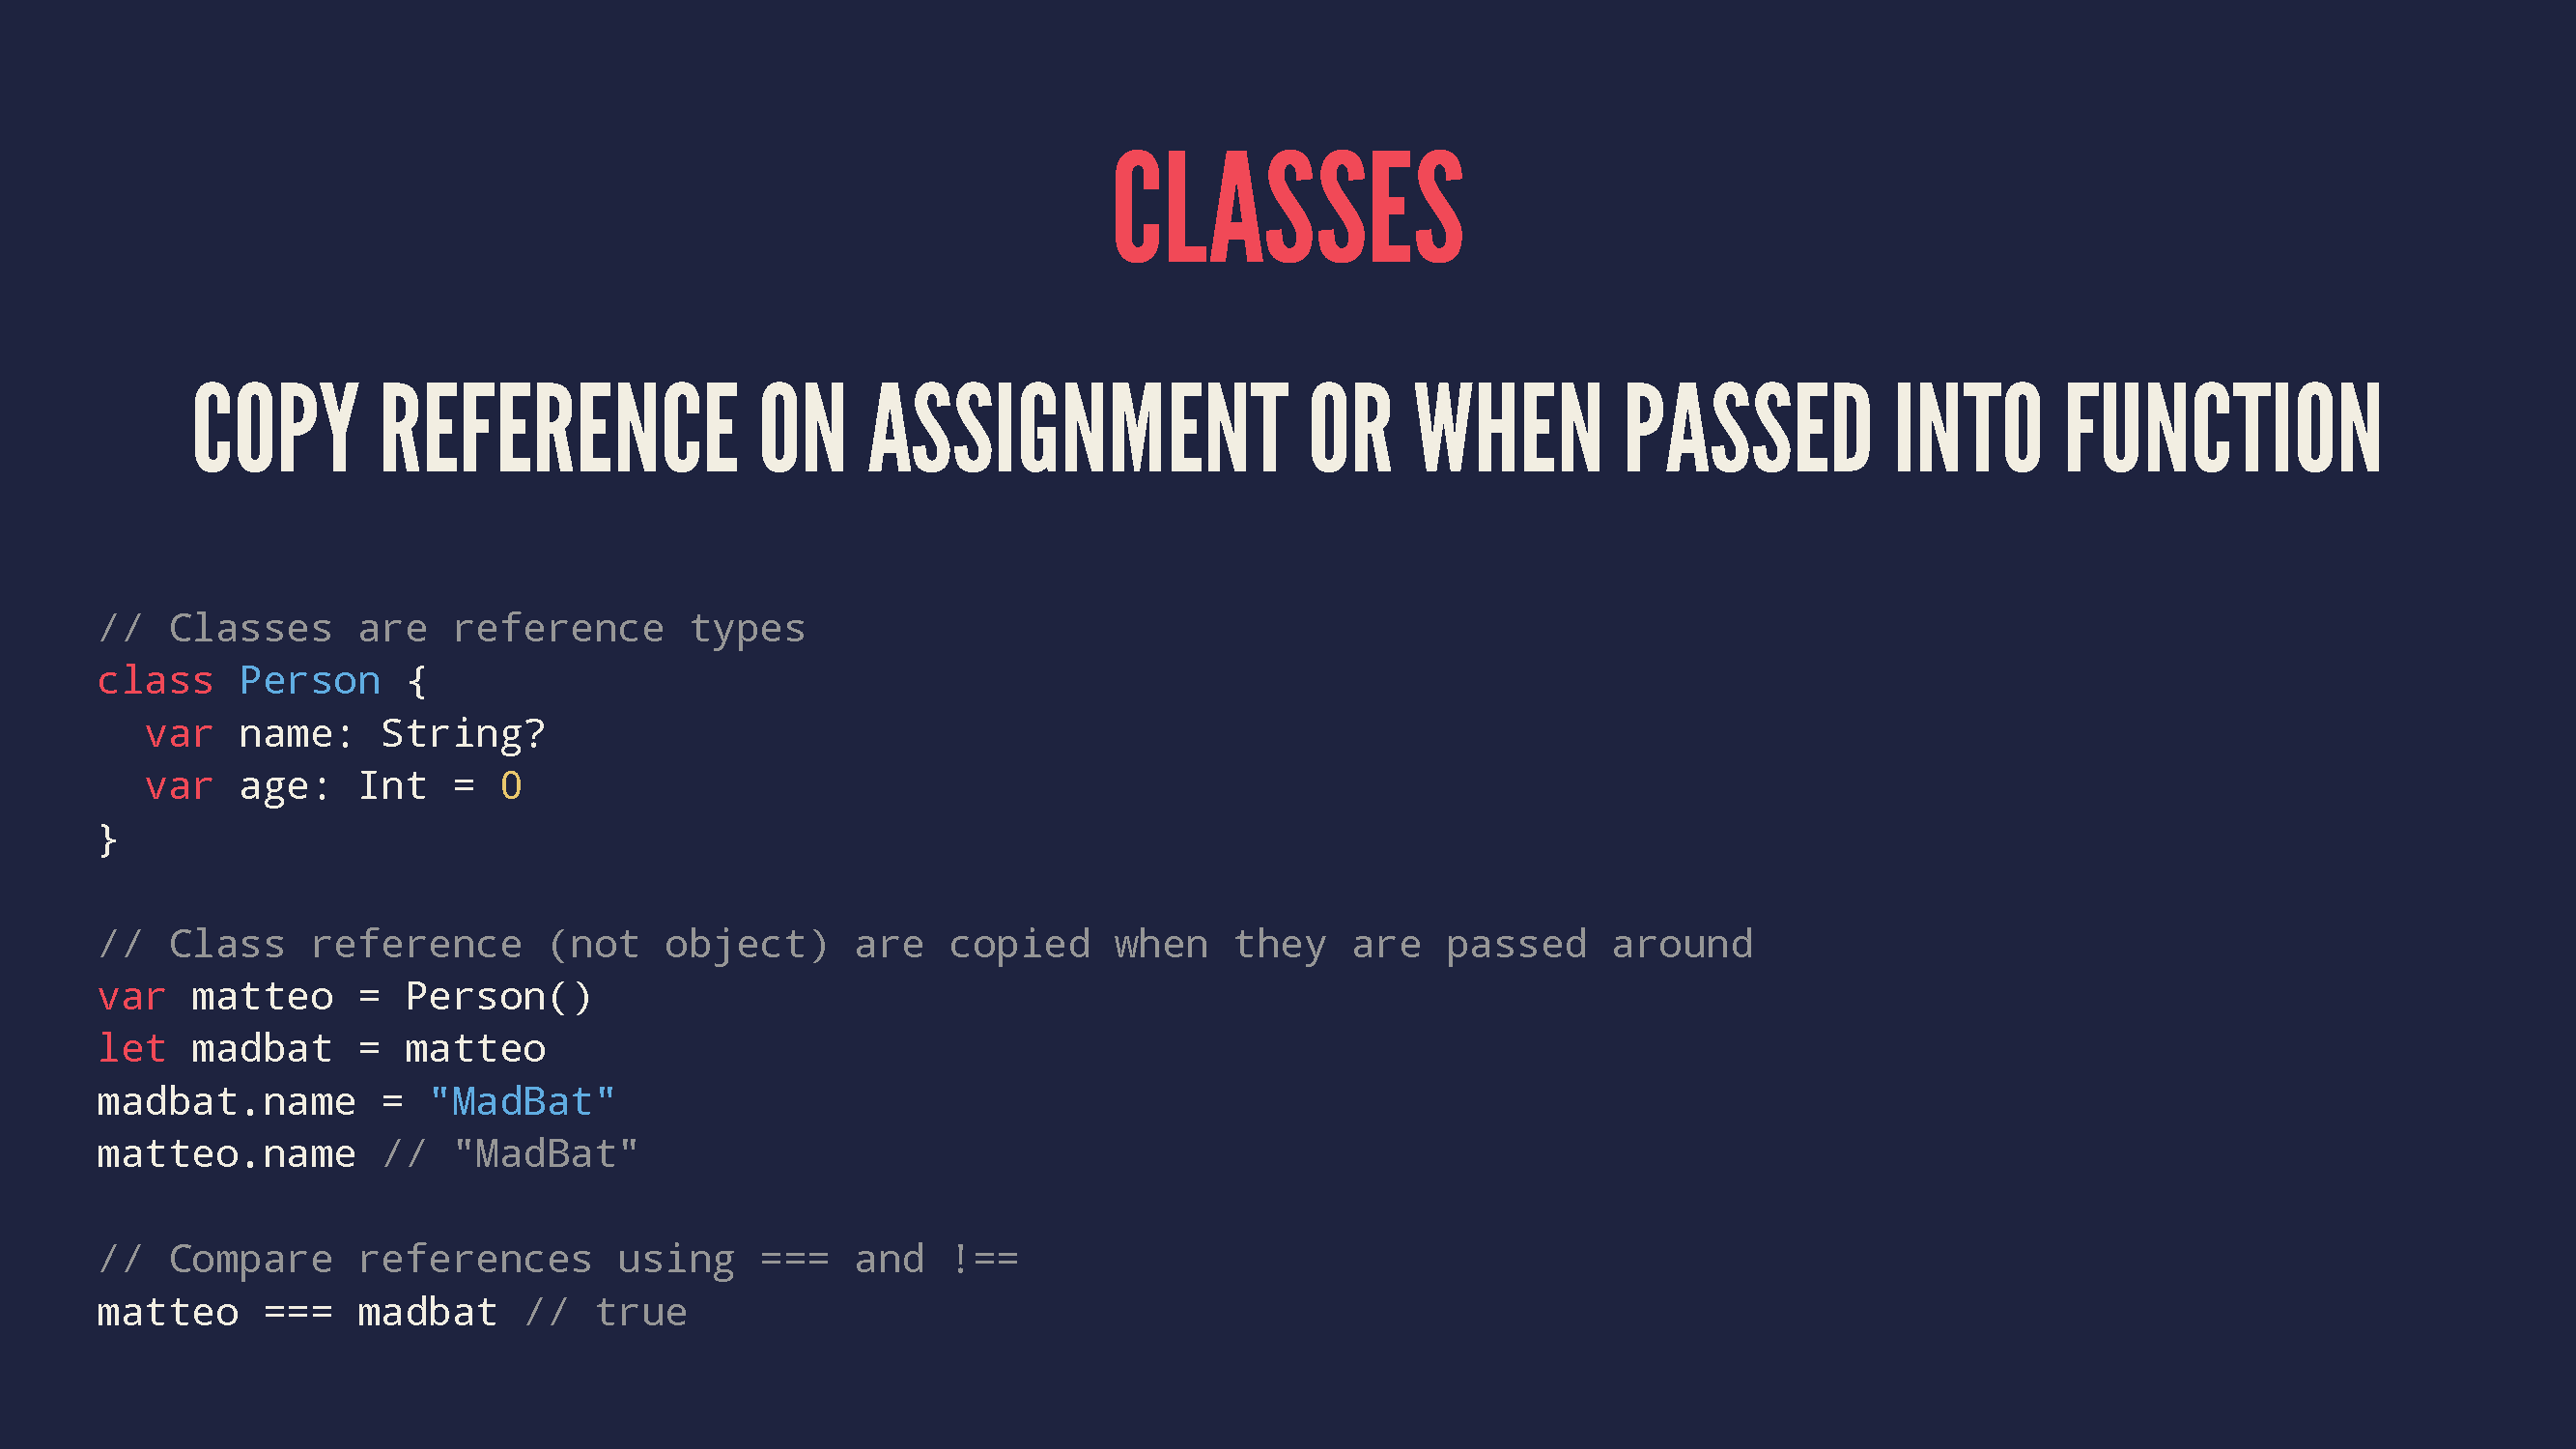 CLASSES
COPY REFERENCE ON ASSIGNMENT OR WHEN PASSED INTO FUNCTION
// Classes are reference types
class Person {
  var name: String?
  var age: Int = 0
}
// Class reference (not object) are copied when they are passed around
var matteo = Person()
let madbat = matteo
madbat.name = "MadBat"
matteo.name // "MadBat"
// Compare references using === and !==
matteo === madbat // true